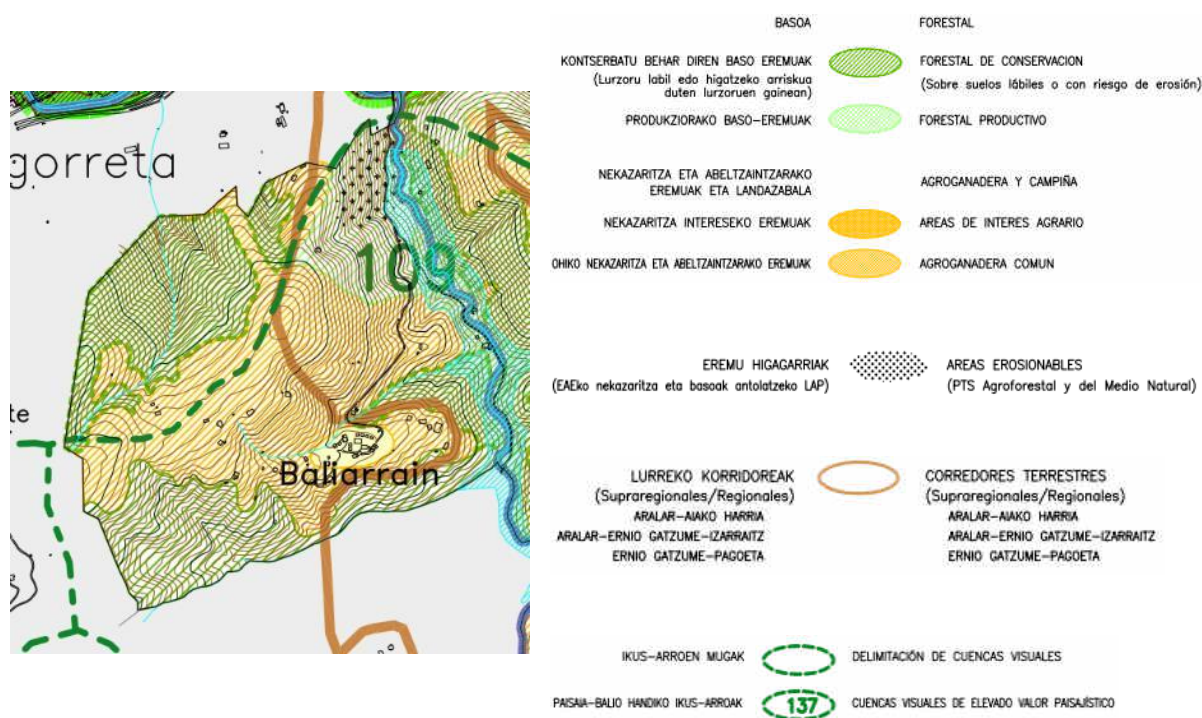 gorreta
109
te
Baliarrain
BASOA FORESTAL
KONTSERBATU BEHAR DIREN BASO EREMUAK FORESTAL DE CONSERVACION
(Lurzoru labil edo higatzeko arriskua (Sobre suelos lábiles o con riesgo de erosión)
duten lurzoruen gainean)
PRODUKZIORAKO BASO-EREMUAK FORESTAL PRODUCTIVO
NEKAZARITZA ETA ABELTZAINTZARAKO
EREMUAK ETA LANDAZABALA AGROGANADERA Y CAMPIÑA
NEKAZARITZA INTERESEKO EREMUAK AREAS DE INTERES AGRARIO
OHIKO NEKAZARITZA ETA ABELTZAINTZARAKO EREMUAK AGROGANADERA COMUN
EREMU HIGAGARRIAK AREAS EROSIONABLES
(EAEko nekazaritza eta basoak antolatzeko LAP) (PTS Agroforestal y del Medio Natural)
LURREKO KORRIDOREAK CORREDORES TERRESTRES
(Supraregionales/Regionales) (Supraregionales/Regionales)
ARALAR-AIAKO HARRIA ARALAR-AIAKO HARRIA
ARALAR-ERNIO GATZUME-IZARRAITZ ARALAR-ERNIO GATZUME-IZARRAITZ
ERNIO GATZUME-PAGOETA ERNIO GATZUME-PAGOETA
IKUS-ARROEN MUGAK DELIMITACIÓN DE CUENCAS VISUALES
PAISAIA-BALIO HANDIKO IKUS-ARROAK 137 CUENCAS VISUALES DE ELEVADO VALOR PAISAJÍSTICO